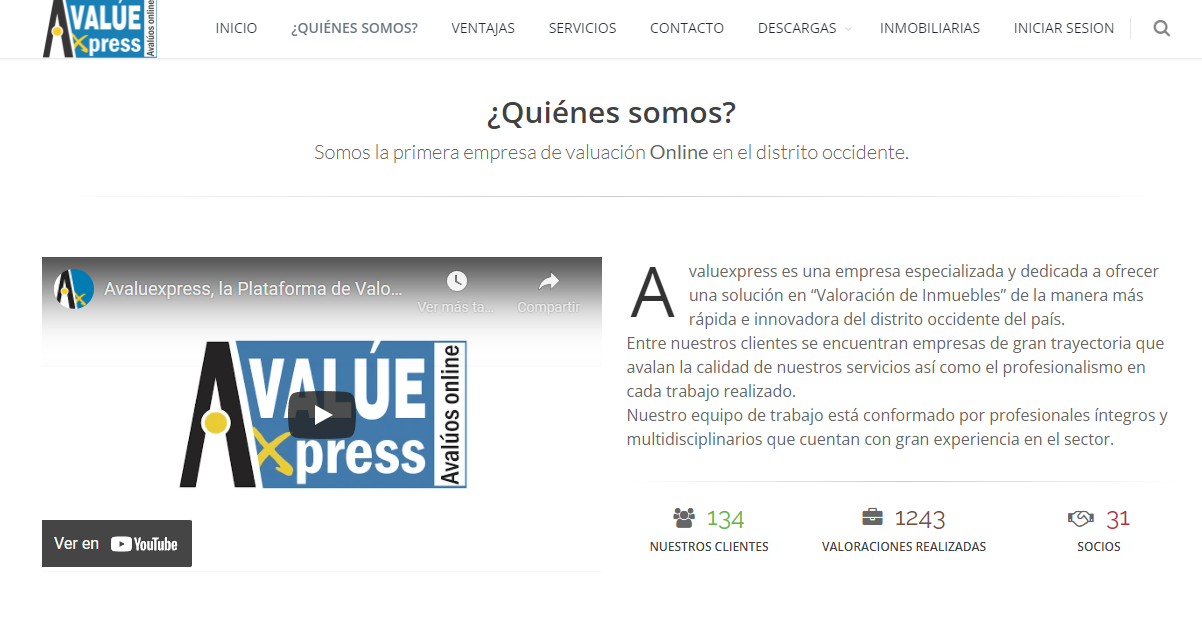 AVALÚE
Xpress
Avalúos online
INICIO
¿QUIÉNES SOMOS?
VENTAJAS
SERVICIOS
CONTACTO
DESCARGAS
INMOBILIARIAS
INICIAR SESION
¿Quiénes somos?
Somos la primera empresa de valuación Online en el distrito occidente.
Avaluexpress, la Plataforma de Valo...
Ver más ta...
Compartir
AVALÚE
Xpress
Avalúos online
Ver en YouTube
Avaluexpress es una empresa especializada y dedicada a ofrecer
una solución en “Valoración de Inmuebles” de la manera más
rápida e innovadora del distrito occidente del país.
Entre nuestros clientes se encuentran empresas de gran trayectoria que
avalan la calidad de nuestros servicios así como el profesionalismo en
cada trabajo realizado.
Nuestro equipo de trabajo está conformado por profesionales íntegros y
multidisciplinarios que cuentan con gran experiencia en el sector.
134
NUESTROS CLIENTES
1243
VALORACIONES REALIZADAS
31
SOCIOS